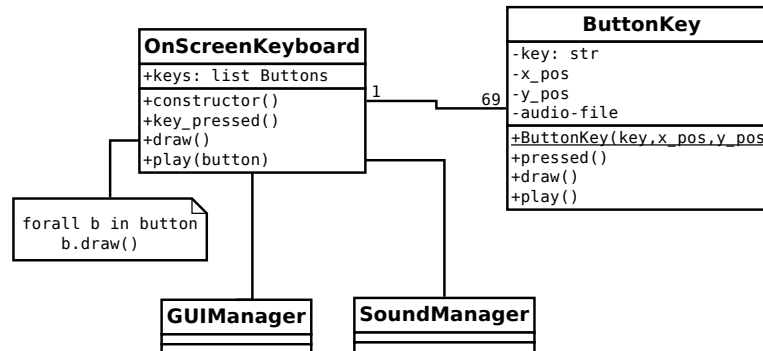 OnScreenKeyboard
+keys: list Buttons
+constructor()
+key_pressed()
+draw()
+play(button)
1
69
ButtonKey
-key: str
-x_pos
-y_pos
-audio-file
+ButtonKey(key,x_pos,y_pos
+pressed()
+draw()
+play()
forall b in button
b.draw()
GUIManager
SoundManager